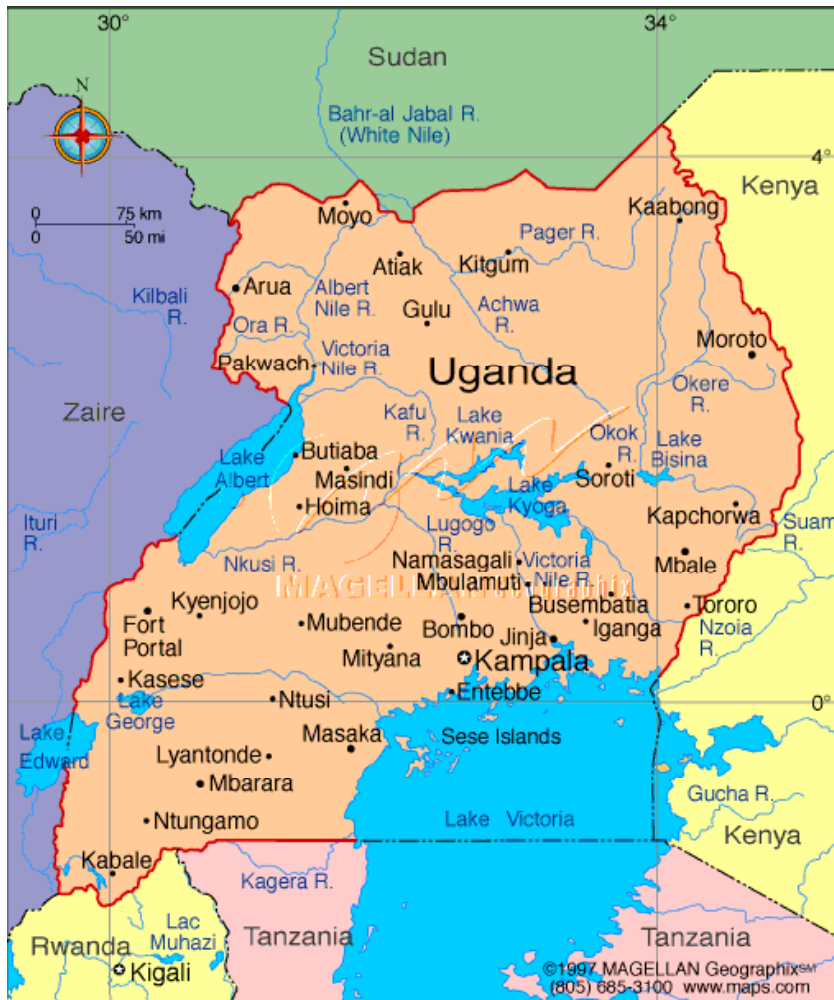 30°
34°
Sudan
N
Bahr-al Jabal R.
(White Nile)
4°
Kenya
0
75 km
0
50 mi
Moyo
Kaabong
Pager R.
Atiak
Kitgum
Kilbali
R.
Arua
Albert
Nile R.
Achwa
R.
Ora R.
Gulu
Moroto
Pakwach
Victoria
Nile R.
Uganda
Okere
R.
Zaire
Kafu
R.
Lake
Kwania
Okok
R.
Lake
Bisina
Butiaba
Lake
Albert
Masindi
Soroti
Hoima
Lake
Kyoga
Kapchorwa
Ituri
R.
Lugogo
R.
Suam
R.
Nkusi R.
Namasagali
Victoria
Nile R.
Mbale
MAGELLAN Geographix
Mbulamuti
Kyenjojo
Busembatia
Tororo
Fort
Portal
Mubende
Bombo
Jinja
Iganga
Nzoia
R.
Mityana
Kampala
Kasese
Lake
George
Ntusi
Entebbe
0°
Lake
Edward
Masaka
Sese Islands
Lyantonde
Mbarara
Gucha R.
Ntungamo
Lake Victoria
Kenya
Kabale
Kagera R.
Lac
Muhazi
Rwanda
Tanzania
Tanzania
Kigali
©1997 MAGELLAN Geographix℠
(805) 685-3100 www.maps.com